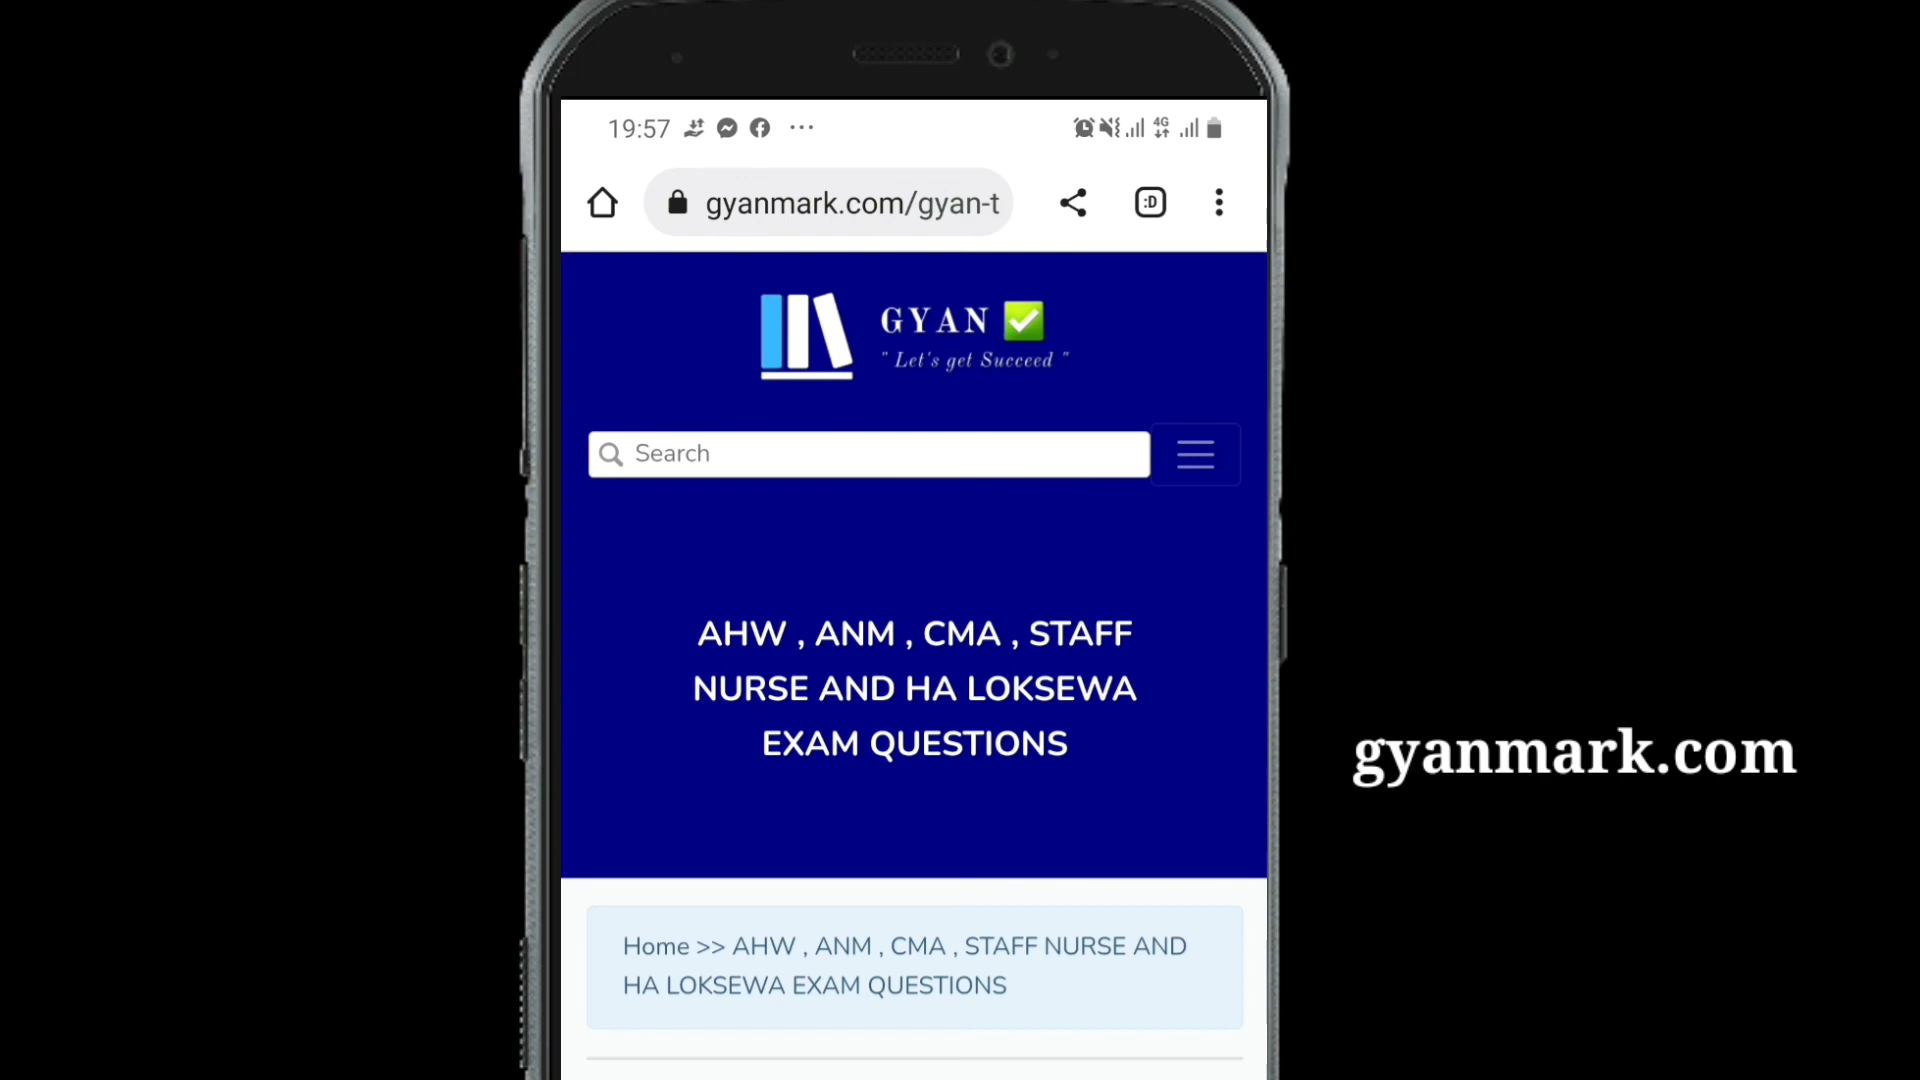 19:57
4G
gyanmark.com/gyan-t
:D
GYAN
" Let's get Succeed "
Search
AHW , ANM , CMA , STAFF
NURSE AND HA LOKSEWA
EXAM QUESTIONS
gyanmark.com
Home >> AHW , ANM , CMA , STAFF NURSE AND
HA LOKSEWA EXAM QUESTIONS